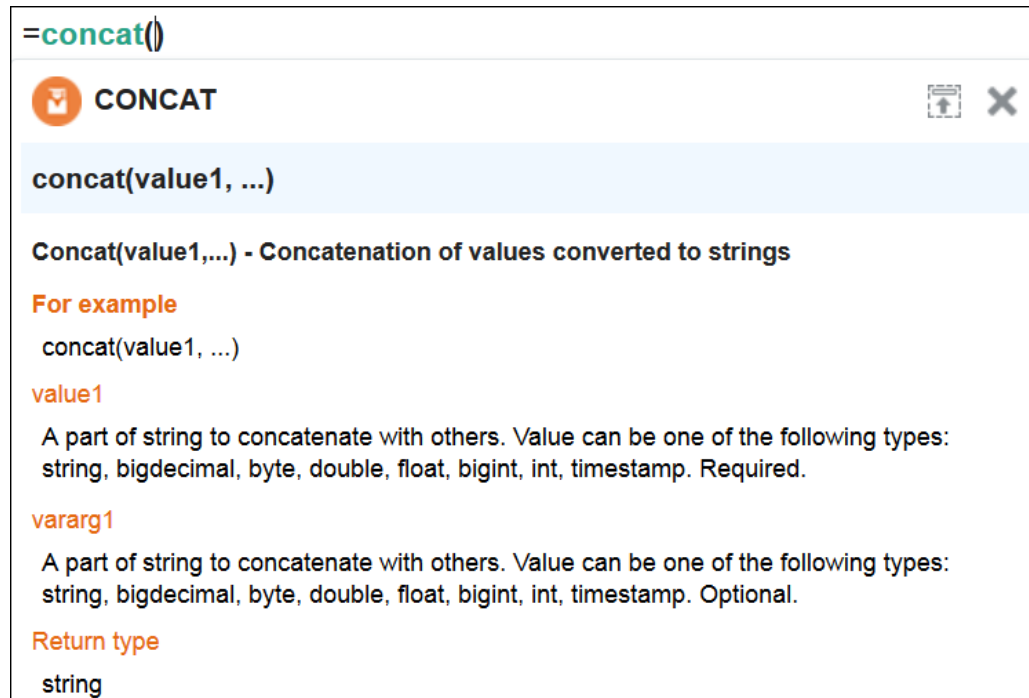 =concat()
CONCAT
concat(value1, ...)
Concat(value1,...) - Concatenation of values converted to strings
For example
concat(value1, ...)
value1
A part of string to concatenate with others. Value can be one of the following types:
string, bigdecimal, byte, double, float, bigint, int, timestamp. Required.
vararg1
A part of string to concatenate with others. Value can be one of the following types:
string, bigdecimal, byte, double, float, bigint, int, timestamp. Optional.
Return type
string